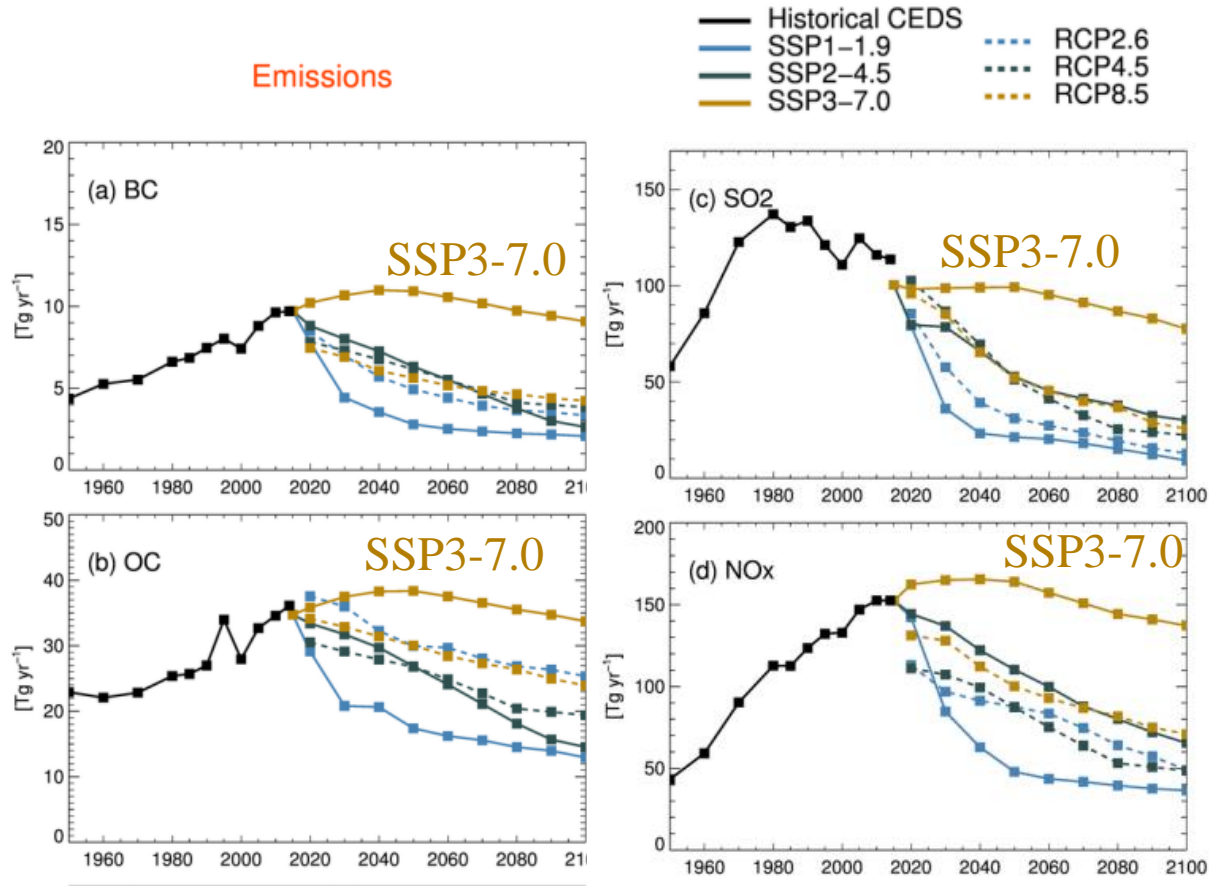 Emissions
Historical CEDS
SSP1−1.9
SSP2−4.5
SSP3−7.0
RCP2.6
RCP4.5
RCP8.5
(a) BC
SSP3-7.0
[Tg yr⁻¹]
20
15
10
5
0
1960 1980 2000 2020 2040 2060 2080 210
(c) SO2
SSP3-7.0
[Tg yr⁻¹]
150
100
50
0
1960 1980 2000 2020 2040 2060 2080 2100
(b) OC
SSP3-7.0
[Tg yr⁻¹]
50
40
30
20
10
0
1960 1980 2000 2020 2040 2060 2080 210
(d) NOx
SSP3-7.0
[Tg yr⁻¹]
200
150
100
50
0
1960 1980 2000 2020 2040 2060 2080 2100